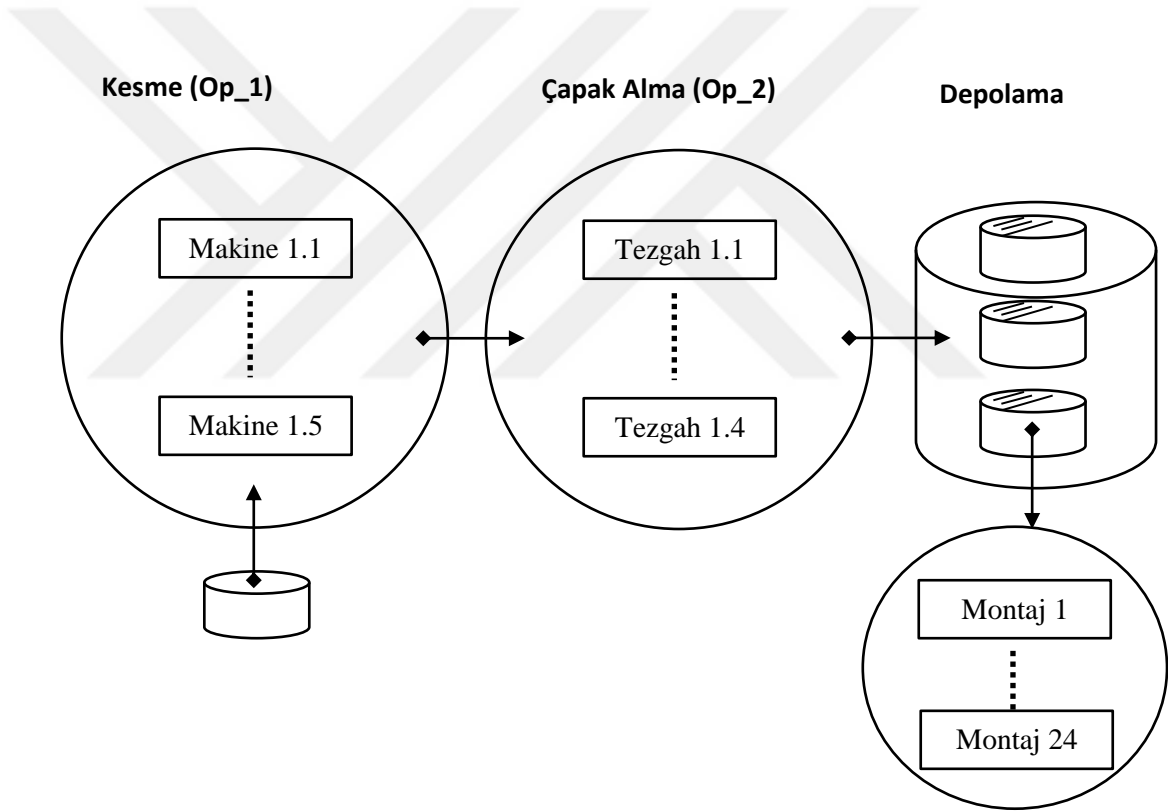 Kesme (Op_1)
Çapak Alma (Op_2)
Depolama
Makine 1.1
Makine 1.5
Tezgah 1.1
Tezgah 1.4
Montaj 1
Montaj 24